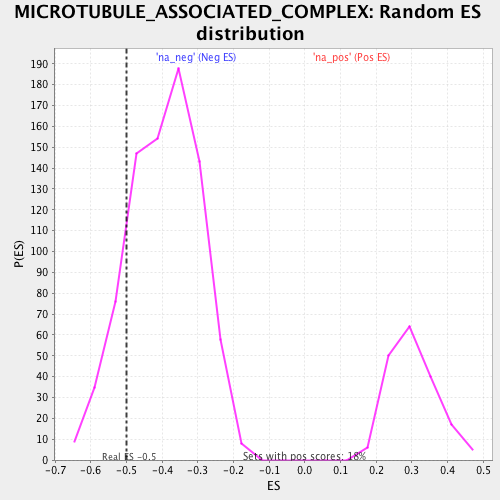 MICROTUBULE_ASSOCIATED_COMPLEX: Random ES
distribution
'na_neg' (Neg ES)
'na_pos' (Pos ES)
190
180
170
160
150
140
130
120
110
100
90
80
70
60
50
40
30
20
10
0
P(ES)
Real ES -0.5
Sets with pos scores: 18%
-0.7 -0.6 -0.5 -0.4 -0.3 -0.2 -0.1 0.0 0.1 0.2 0.3 0.4 0.5
ES